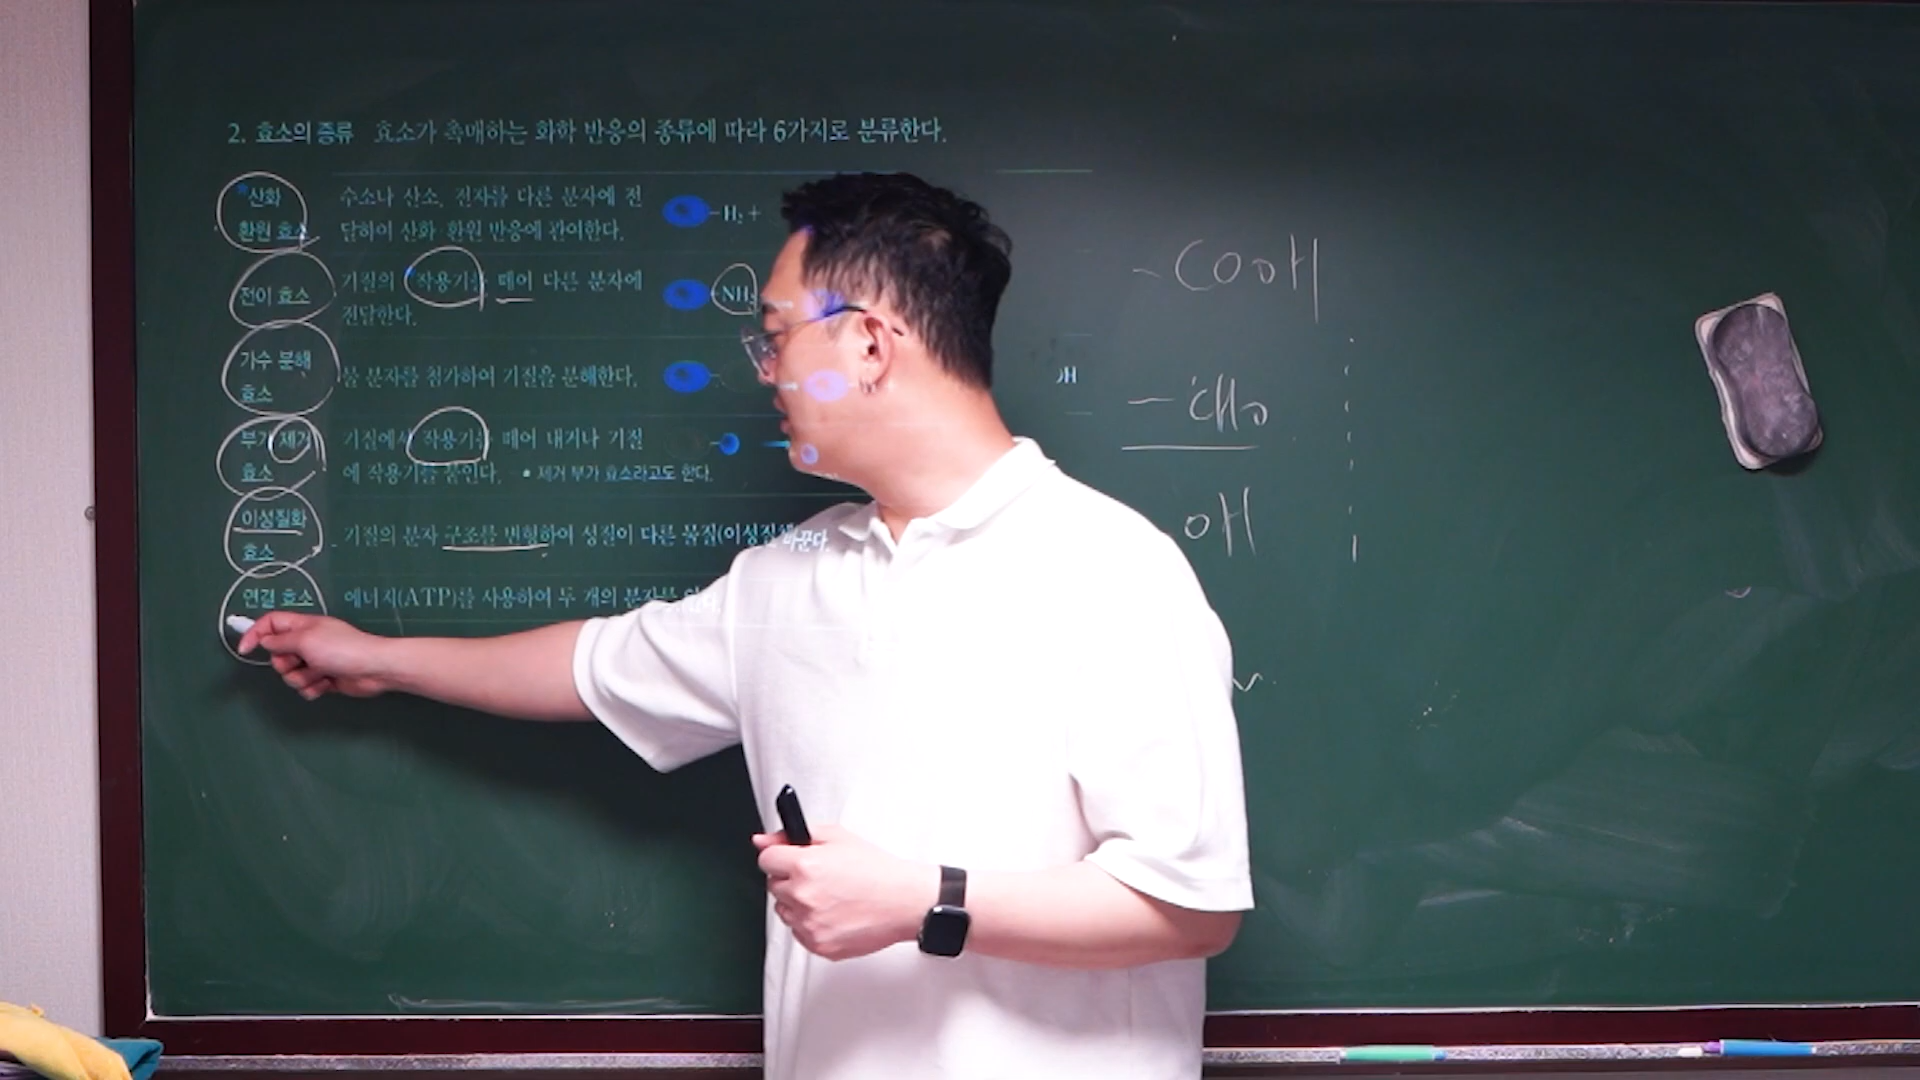 2. 효소의 종류 효소가 촉매하는 화학 반응의 종류에 따라 6가지로 분류한다.
산화
환원 효소
수소나 산소, 전자를 다른 분자에 전
달하여 산화 환원 반응에 관여한다.
-H₂ +
전이 효소
기질의 작용기를 떼어 다른 분자에
전달한다.
NH₂
가수 분해
효소
물 분자를 첨가하여 기질을 분해한다.
부가 제거
효소
기질에서 작용기를 떼어 내거나 기질
에 작용기를 붙인다. • 제거 부가 효소라고도 한다.
이성질화
효소
기질의 분자 구조를 변형하여 성질이 다른 물질(이성질체 바꾼다.
연결 효소
에너지(ATP)를 사용하여 두 개의 분자를
-COOH
-CHO
OH